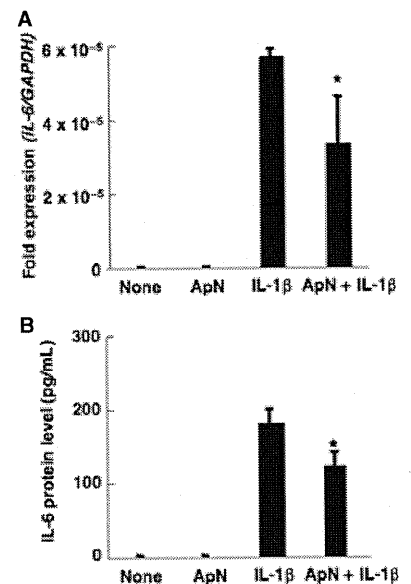 A
Fold expression (IL-6/GAPDH)
6 x 10⁻⁵
4 x 10⁻⁵
2 x 10⁻⁵
0
*
None ApN IL-1β ApN + IL-1β
B
IL-6 protein level (pg/mL)
300
200
100
0
*
None ApN IL-1β ApN + IL-1β